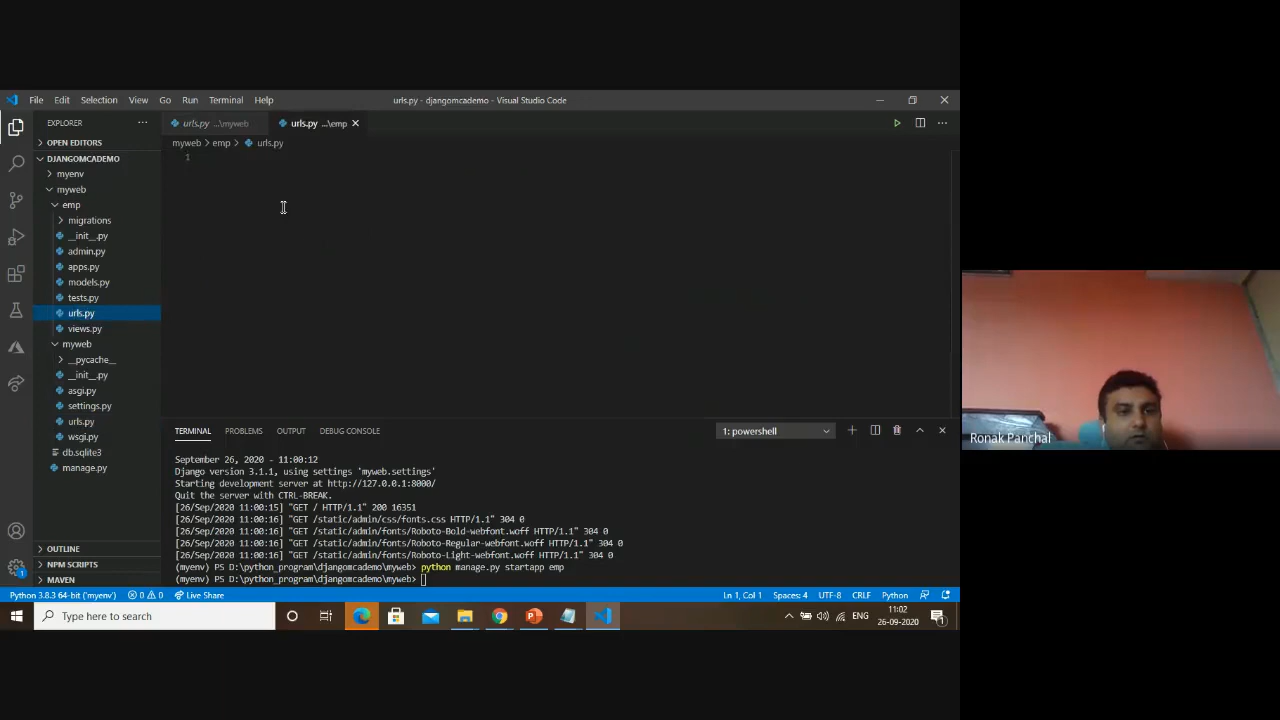 File Edit Selection View Go Run Terminal Help
urls.py - djangomcademo - Visual Studio Code
EXPLORER
OPEN EDITORS
DJANGOMCADEMO
myenv
myweb
emp
migrations
__init__.py
admin.py
apps.py
models.py
tests.py
urls.py
views.py
myweb
__pycache__
__init__.py
asgi.py
settings.py
urls.py
wsgi.py
db.sqlite3
manage.py
OUTLINE
NPM SCRIPTS
MAVEN
urls.py ...\myweb
urls.py ...\emp
myweb > emp > urls.py
1
TERMINAL PROBLEMS OUTPUT DEBUG CONSOLE
1: powershell
September 26, 2020 - 11:00:12
Django version 3.1.1, using settings 'myweb.settings'
Starting development server at http://127.0.0.1:8000/
Quit the server with CTRL-BREAK.
[26/Sep/2020 11:00:15] "GET / HTTP/1.1" 200 16351
[26/Sep/2020 11:00:16] "GET /static/admin/css/fonts.css HTTP/1.1" 304 0
[26/Sep/2020 11:00:16] "GET /static/admin/fonts/Roboto-Bold-webfont.woff HTTP/1.1" 304 0
[26/Sep/2020 11:00:16] "GET /static/admin/fonts/Roboto-Regular-webfont.woff HTTP/1.1" 304 0
[26/Sep/2020 11:00:16] "GET /static/admin/fonts/Roboto-Light-webfont.woff HTTP/1.1" 304 0
(myenv) PS D:\python_program\djangomcademo\myweb> python manage.py startapp emp
(myenv) PS D:\python_program\djangomcademo\myweb>
Ronak Panchal
1
Python 3.8.3 64-bit ('myenv') 0 0 Live Share
Ln 1, Col 1 Spaces: 4 UTF-8 CRLF Python
Type here to search
ENG
11:02
26-09-2020
1